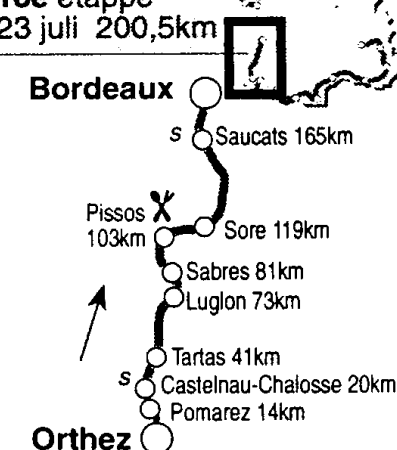 etappe
23 juli 200,5km
Bordeaux
S
Saucats 165km
Pissos
103km
Sore 119km
Sabres 81km
Luglon 73km
Tartas 41km
S
Castelnau-Chalosse 20km
Pomarez 14km
Orthez